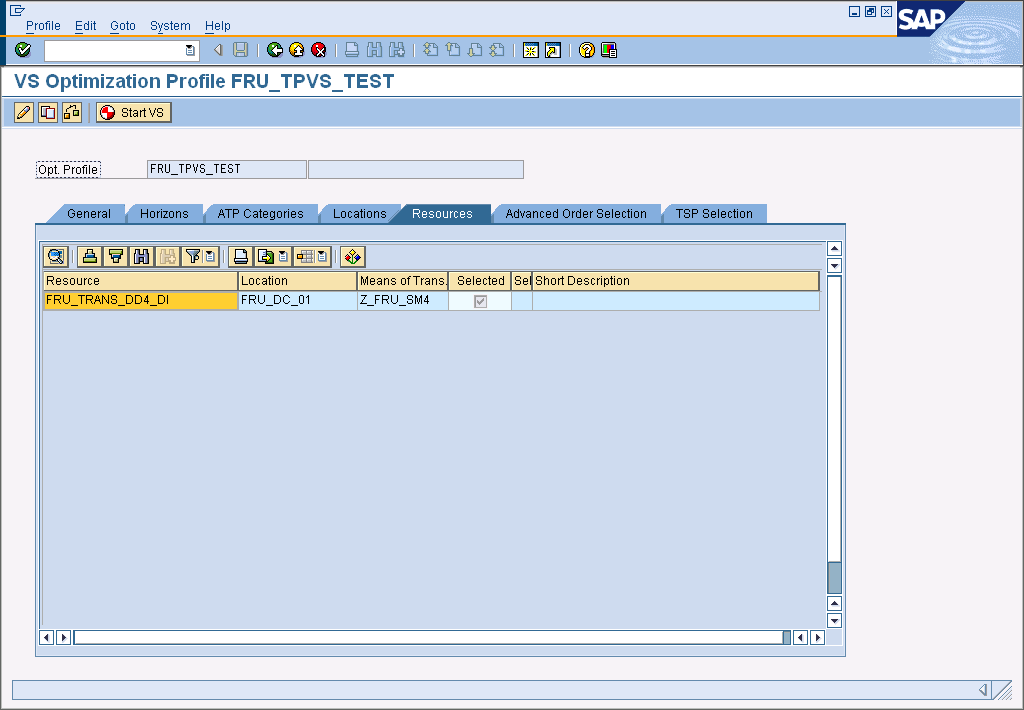 Profile Edit Goto System Help
SAP
VS Optimization Profile FRU_TPVS_TEST
Start VS
Opt. Profile FRU_TPVS_TEST
General Horizons ATP Categories Locations Resources Advanced Order Selection TSP Selection
Resource Location Means of Trans. Selected Sel Short Description
FRU_TRANS_DD4_DI FRU_DC_01 Z_FRU_SM4